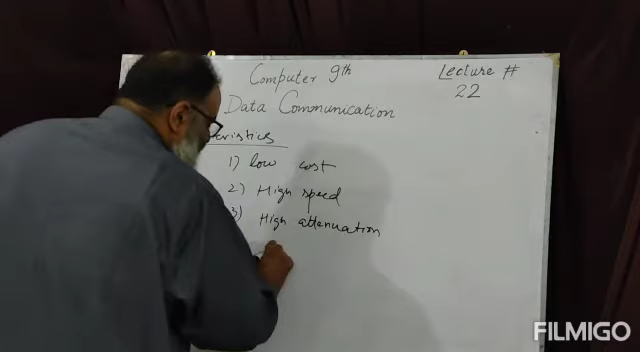 Computer 9th
Lecture #
22
Data Communication
eristics
1) low cost
2) High speed
3) High attenuation
FILMIGO